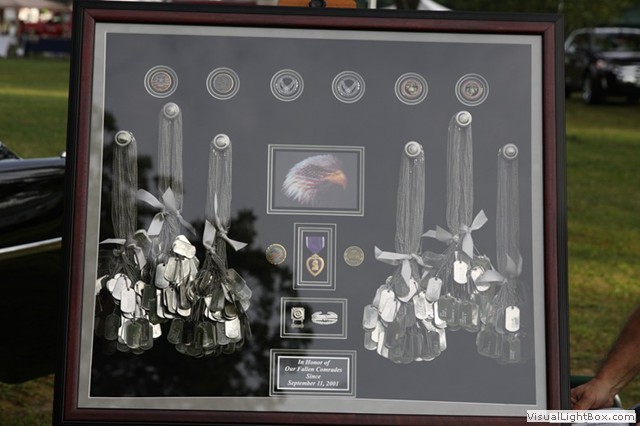 In Honor of
Our Fallen Comrades
Since
September 11, 2001
VisualLightBox.com